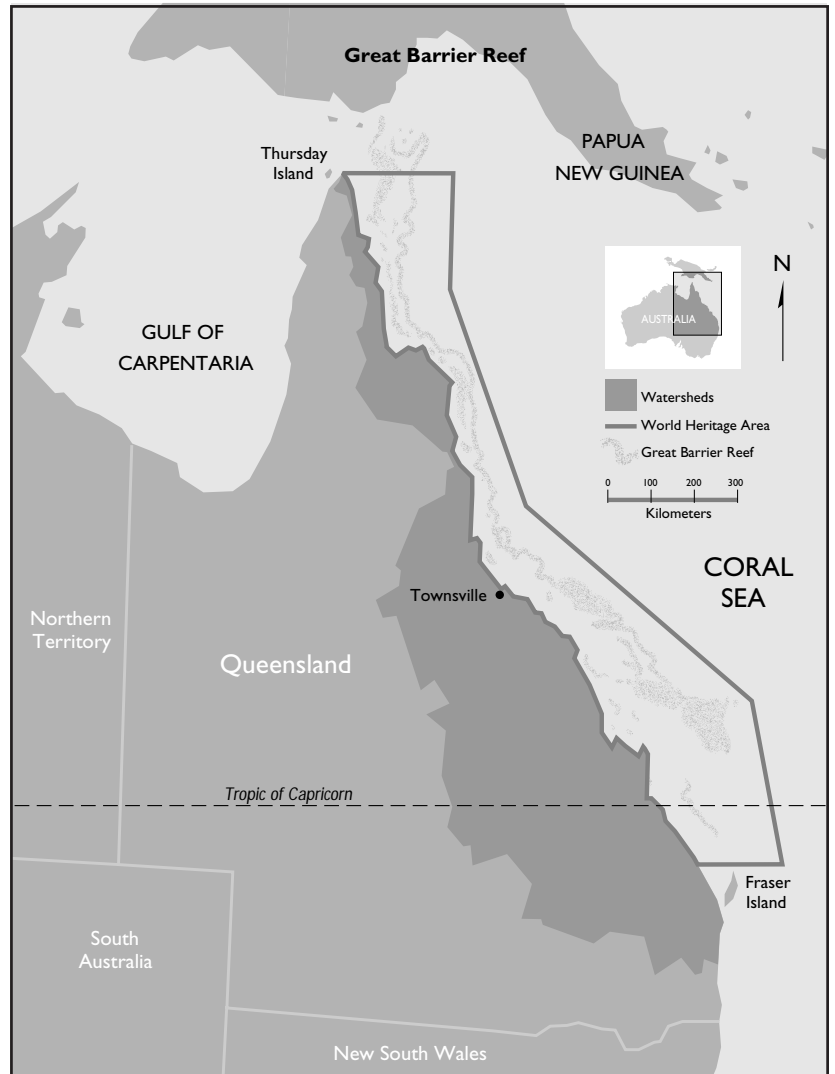 Great Barrier Reef
PAPUA
NEW GUINEA
Thursday
Island
N
AUSTRALIA
GULF OF
CARPENTARIA
Watersheds
World Heritage Area
Great Barrier Reef
0 100 200 300
Kilometers
CORAL
SEA
Townsville
Northern
Territory
Queensland
Tropic of Capricorn
Fraser
Island
South
Australia
New South Wales